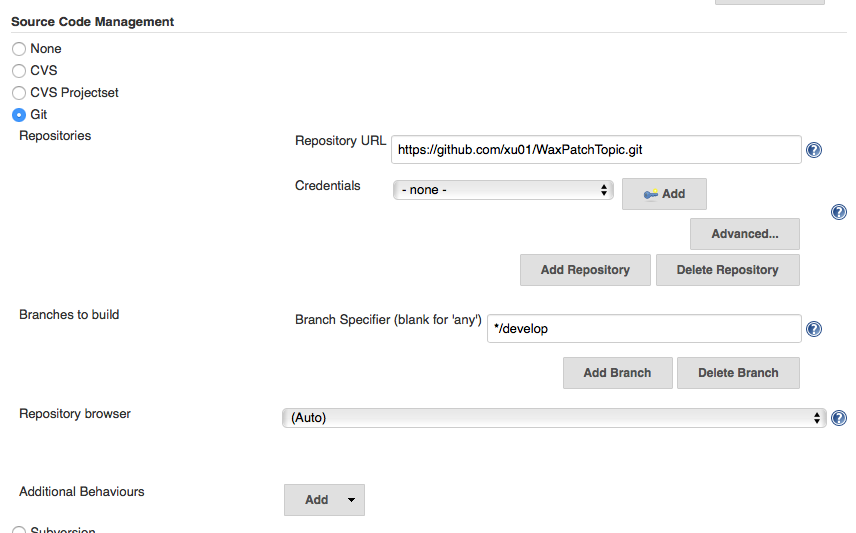 Source Code Management
None
CVS
CVS Projectset
Git
Repositories
Repository URL https://github.com/xu01/WaxPatchTopic.git ?
Credentials - none - Add
?
Advanced...
Add Repository Delete Repository
Branches to build
Branch Specifier (blank for 'any') */develop ?
Add Branch Delete Branch
Repository browser (Auto) ?
Additional Behaviours Add
Subversion